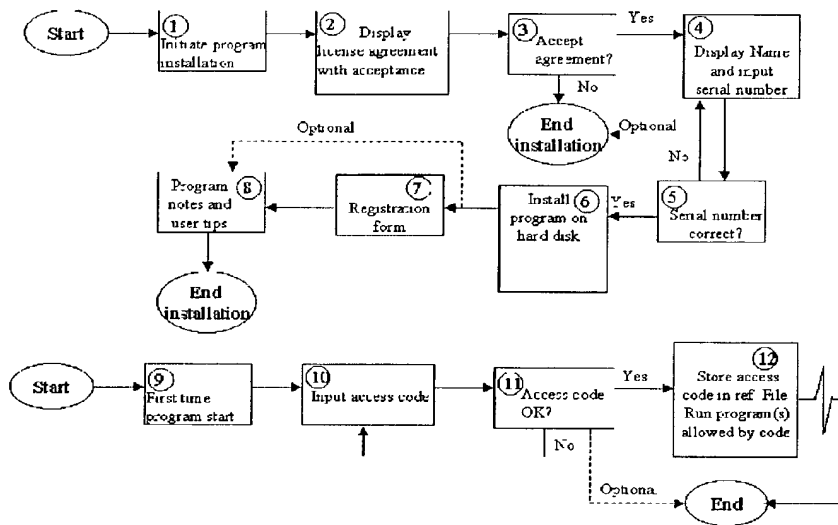 Start
1
Initiate program
installation
2
Display
license agreement
with acceptance
3
Accept
agreement?
Yes
No
4
Display Name
and input
serial number
End
installation
Optional
No
5
Serial number
correct?
Yes
6
Install
program on
hard disk
7
Registration
form
Optional
8
Program
notes and
user tips
End
installation
Start
9
First time
program start
10
Input access code
11
Access code
OK?
Yes
No
Optional
12
Store access
code in ref. File
Run program(s)
allowed by code
End